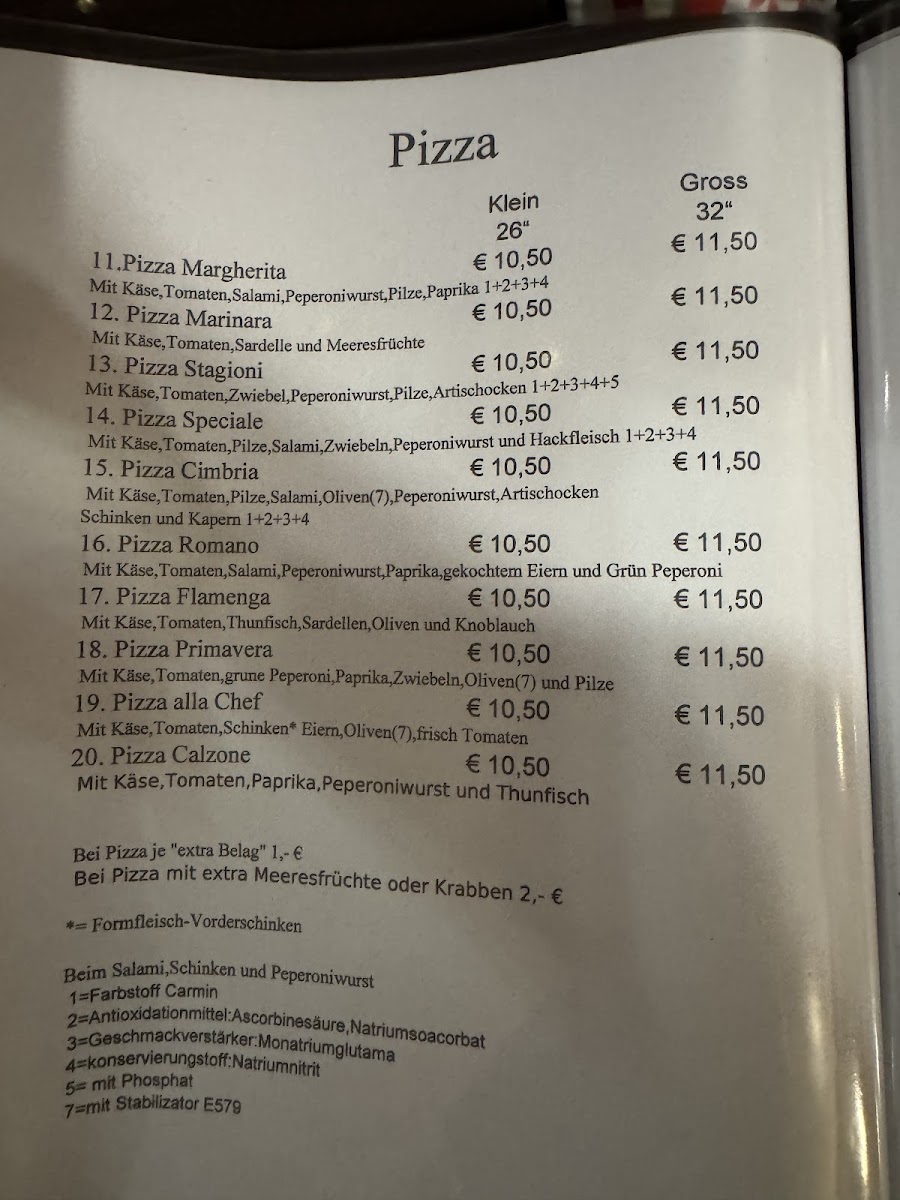 Pizza
Klein Gross
26“ 32“
11.Pizza Margherita € 10,50 € 11,50
Mit Käse,Tomaten,Salami,Peperoniwurst,Pilze,Paprika 1+2+3+4
12. Pizza Marinara € 10,50 € 11,50
Mit Käse,Tomaten,Sardelle und Meeresfrüchte
13. Pizza Stagioni € 10,50 € 11,50
Mit Käse,Tomaten,Zwiebel,Peperoniwurst,Pilze,Artischocken 1+2+3+4+5
14. Pizza Speciale € 10,50 € 11,50
Mit Käse,Tomaten,Pilze,Salami,Zwiebeln,Peperoniwurst und Hackfleisch 1+2+3+4
15. Pizza Cimbria € 10,50 € 11,50
Mit Käse,Tomaten,Pilze,Salami,Oliven(7),Peperoniwurst,Artischocken
Schinken und Kapern 1+2+3+4
16. Pizza Romano € 10,50 € 11,50
Mit Käse,Tomaten,Salami,Peperoniwurst,Paprika,gekochtem Eiern und Grün Peperoni
17. Pizza Flamenga € 10,50 € 11,50
Mit Käse,Tomaten,Thunfisch,Sardellen,Oliven und Knoblauch
18. Pizza Primavera € 10,50 € 11,50
Mit Käse,Tomaten,grune Peperoni,Paprika,Zwiebeln,Oliven(7) und Pilze
19. Pizza alla Chef € 10,50 € 11,50
Mit Käse,Tomaten,Schinken* Eiern,Oliven(7),frisch Tomaten
20. Pizza Calzone € 10,50 € 11,50
Mit Käse,Tomaten,Paprika,Peperoniwurst und Thunfisch
Bei Pizza je "extra Belag" 1,- €
Bei Pizza mit extra Meeresfrüchte oder Krabben 2,- €
*= Formfleisch-Vorderschinken
Beim Salami,Schinken und Peperoniwurst
1=Farbstoff Carmin
2=Antioxidationmittel:Ascorbinesäure,Natriumsoacorbat
3=Geschmackverstärker:Monatriumglutama
4=konservierungstoff:Natriumnitrit
5= mit Phosphat
7=mit Stabilizator E579